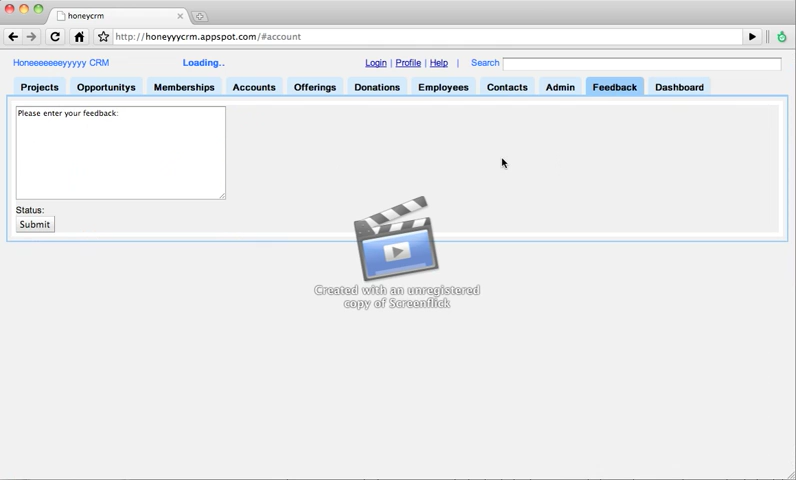 honeycrm
http://honeyyycrm.appspot.com/#account
Honeeeeeeyyyyy CRM Loading.. Login | Profile | Help | Search
Projects Opportunitys Memberships Accounts Offerings Donations Employees Contacts Admin Feedback Dashboard
Please enter your feedback:
Status:
Submit
Created with an unregistered
copy of Screenflick